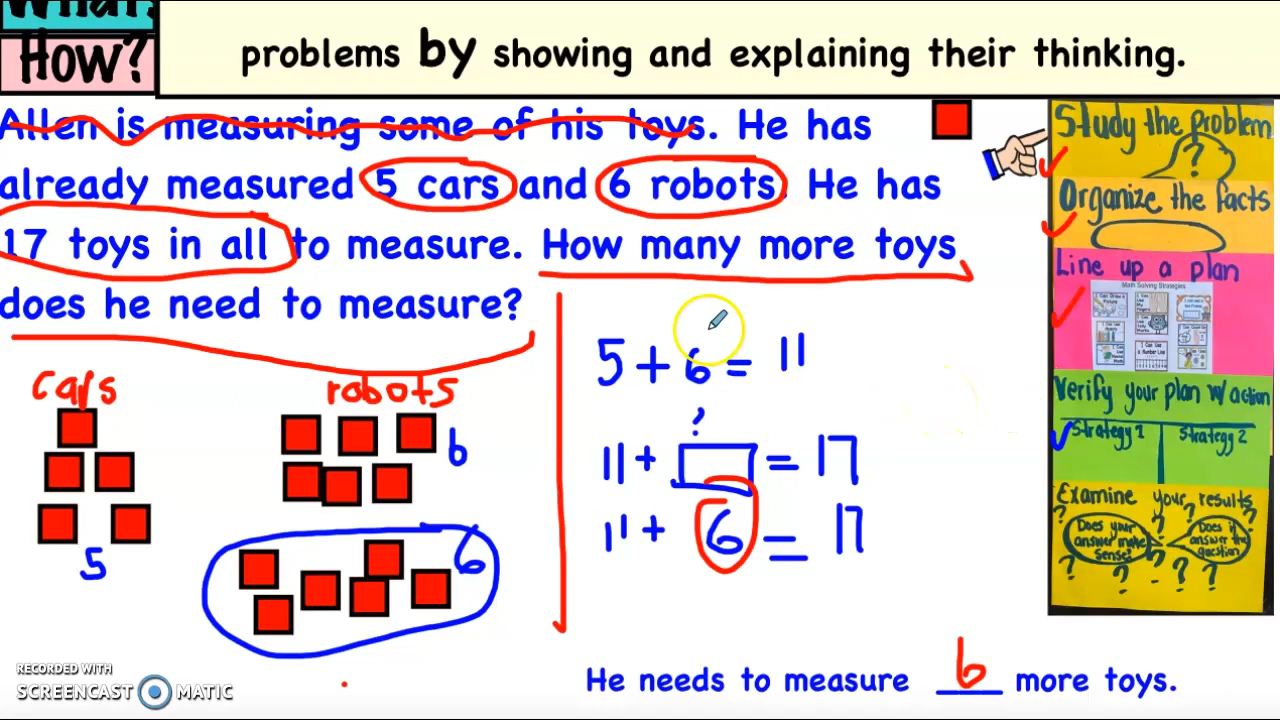 What?
How?
problems by showing and explaining their thinking.
Allen is measuring some of his toys. He has
already measured 5 cars and 6 robots. He has
17 toys in all to measure. How many more toys
does he need to measure?
cars
robots
6
5
6
5 + 6 = 11
?
11 + = 17
11 + 6 = 17
He needs to measure 6 more toys.
Study the problem
?
Organize the facts
Line up a plan
Math Solving Strategies
Verify your plan w/ action
Strategy 1
Strategy 2
Examine your results
? ? ? ?
Does your
answer make
sense?
Does it
answer the
question
? ? ? ?
RECORDED WITH
SCREENCAST MATIC